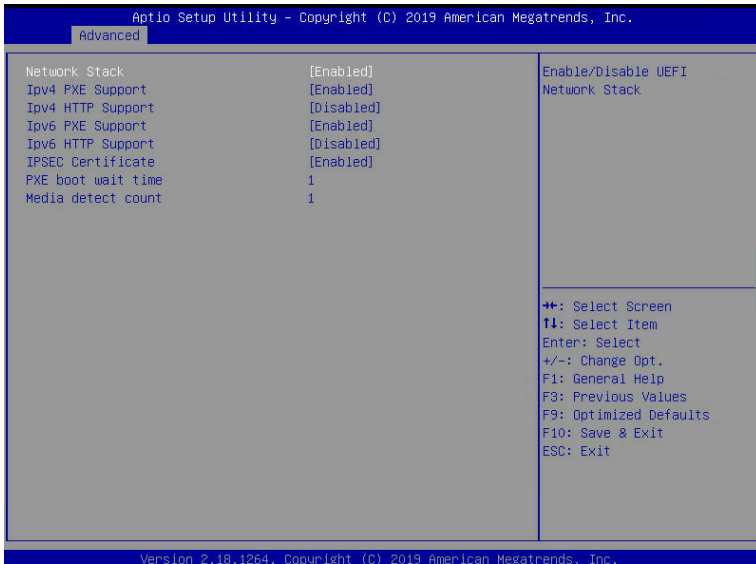 Aptio Setup Utility – Copyright (C) 2019 American Megatrends, Inc.
Advanced
Network Stack [Enabled]
Ipv4 PXE Support [Enabled]
Ipv4 HTTP Support [Disabled]
Ipv6 PXE Support [Enabled]
Ipv6 HTTP Support [Disabled]
IPSEC Certificate [Enabled]
PXE boot wait time 1
Media detect count 1
Enable/Disable UEFI
Network Stack
→←: Select Screen
↑↓: Select Item
Enter: Select
+/-: Change Opt.
F1: General Help
F3: Previous Values
F9: Optimized Defaults
F10: Save & Exit
ESC: Exit
Version 2.18.1264. Copyright (C) 2019 American Megatrends, Inc.